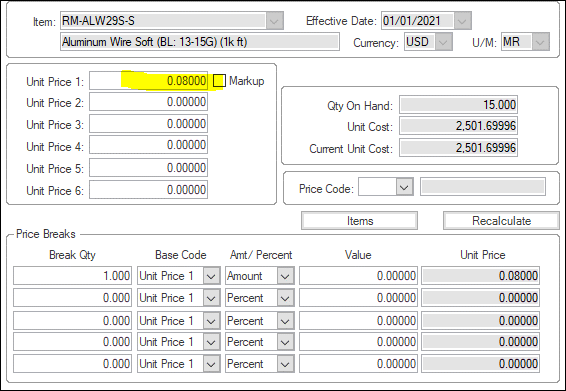 Item: RM-ALW29S-S Effective Date: 01/01/2021
Aluminum Wire Soft (BL: 13-15G) (1k ft) Currency: USD U/M: MR
Unit Price 1: 0.08000 Markup
Unit Price 2: 0.00000
Unit Price 3: 0.00000
Unit Price 4: 0.00000
Unit Price 5: 0.00000
Unit Price 6: 0.00000
Qty On Hand: 15.000
Unit Cost: 2,501.69996
Current Unit Cost: 2,501.69996
Price Code:
Items Recalculate
Price Breaks
Break Qty Base Code Amt/ Percent Value Unit Price
1.000 Unit Price 1 Amount 0.00000 0.08000
0.000 Unit Price 1 Percent 0.00000 0.00000
0.000 Unit Price 1 Percent 0.00000 0.00000
0.000 Unit Price 1 Percent 0.00000 0.00000
0.000 Unit Price 1 Percent 0.00000 0.00000